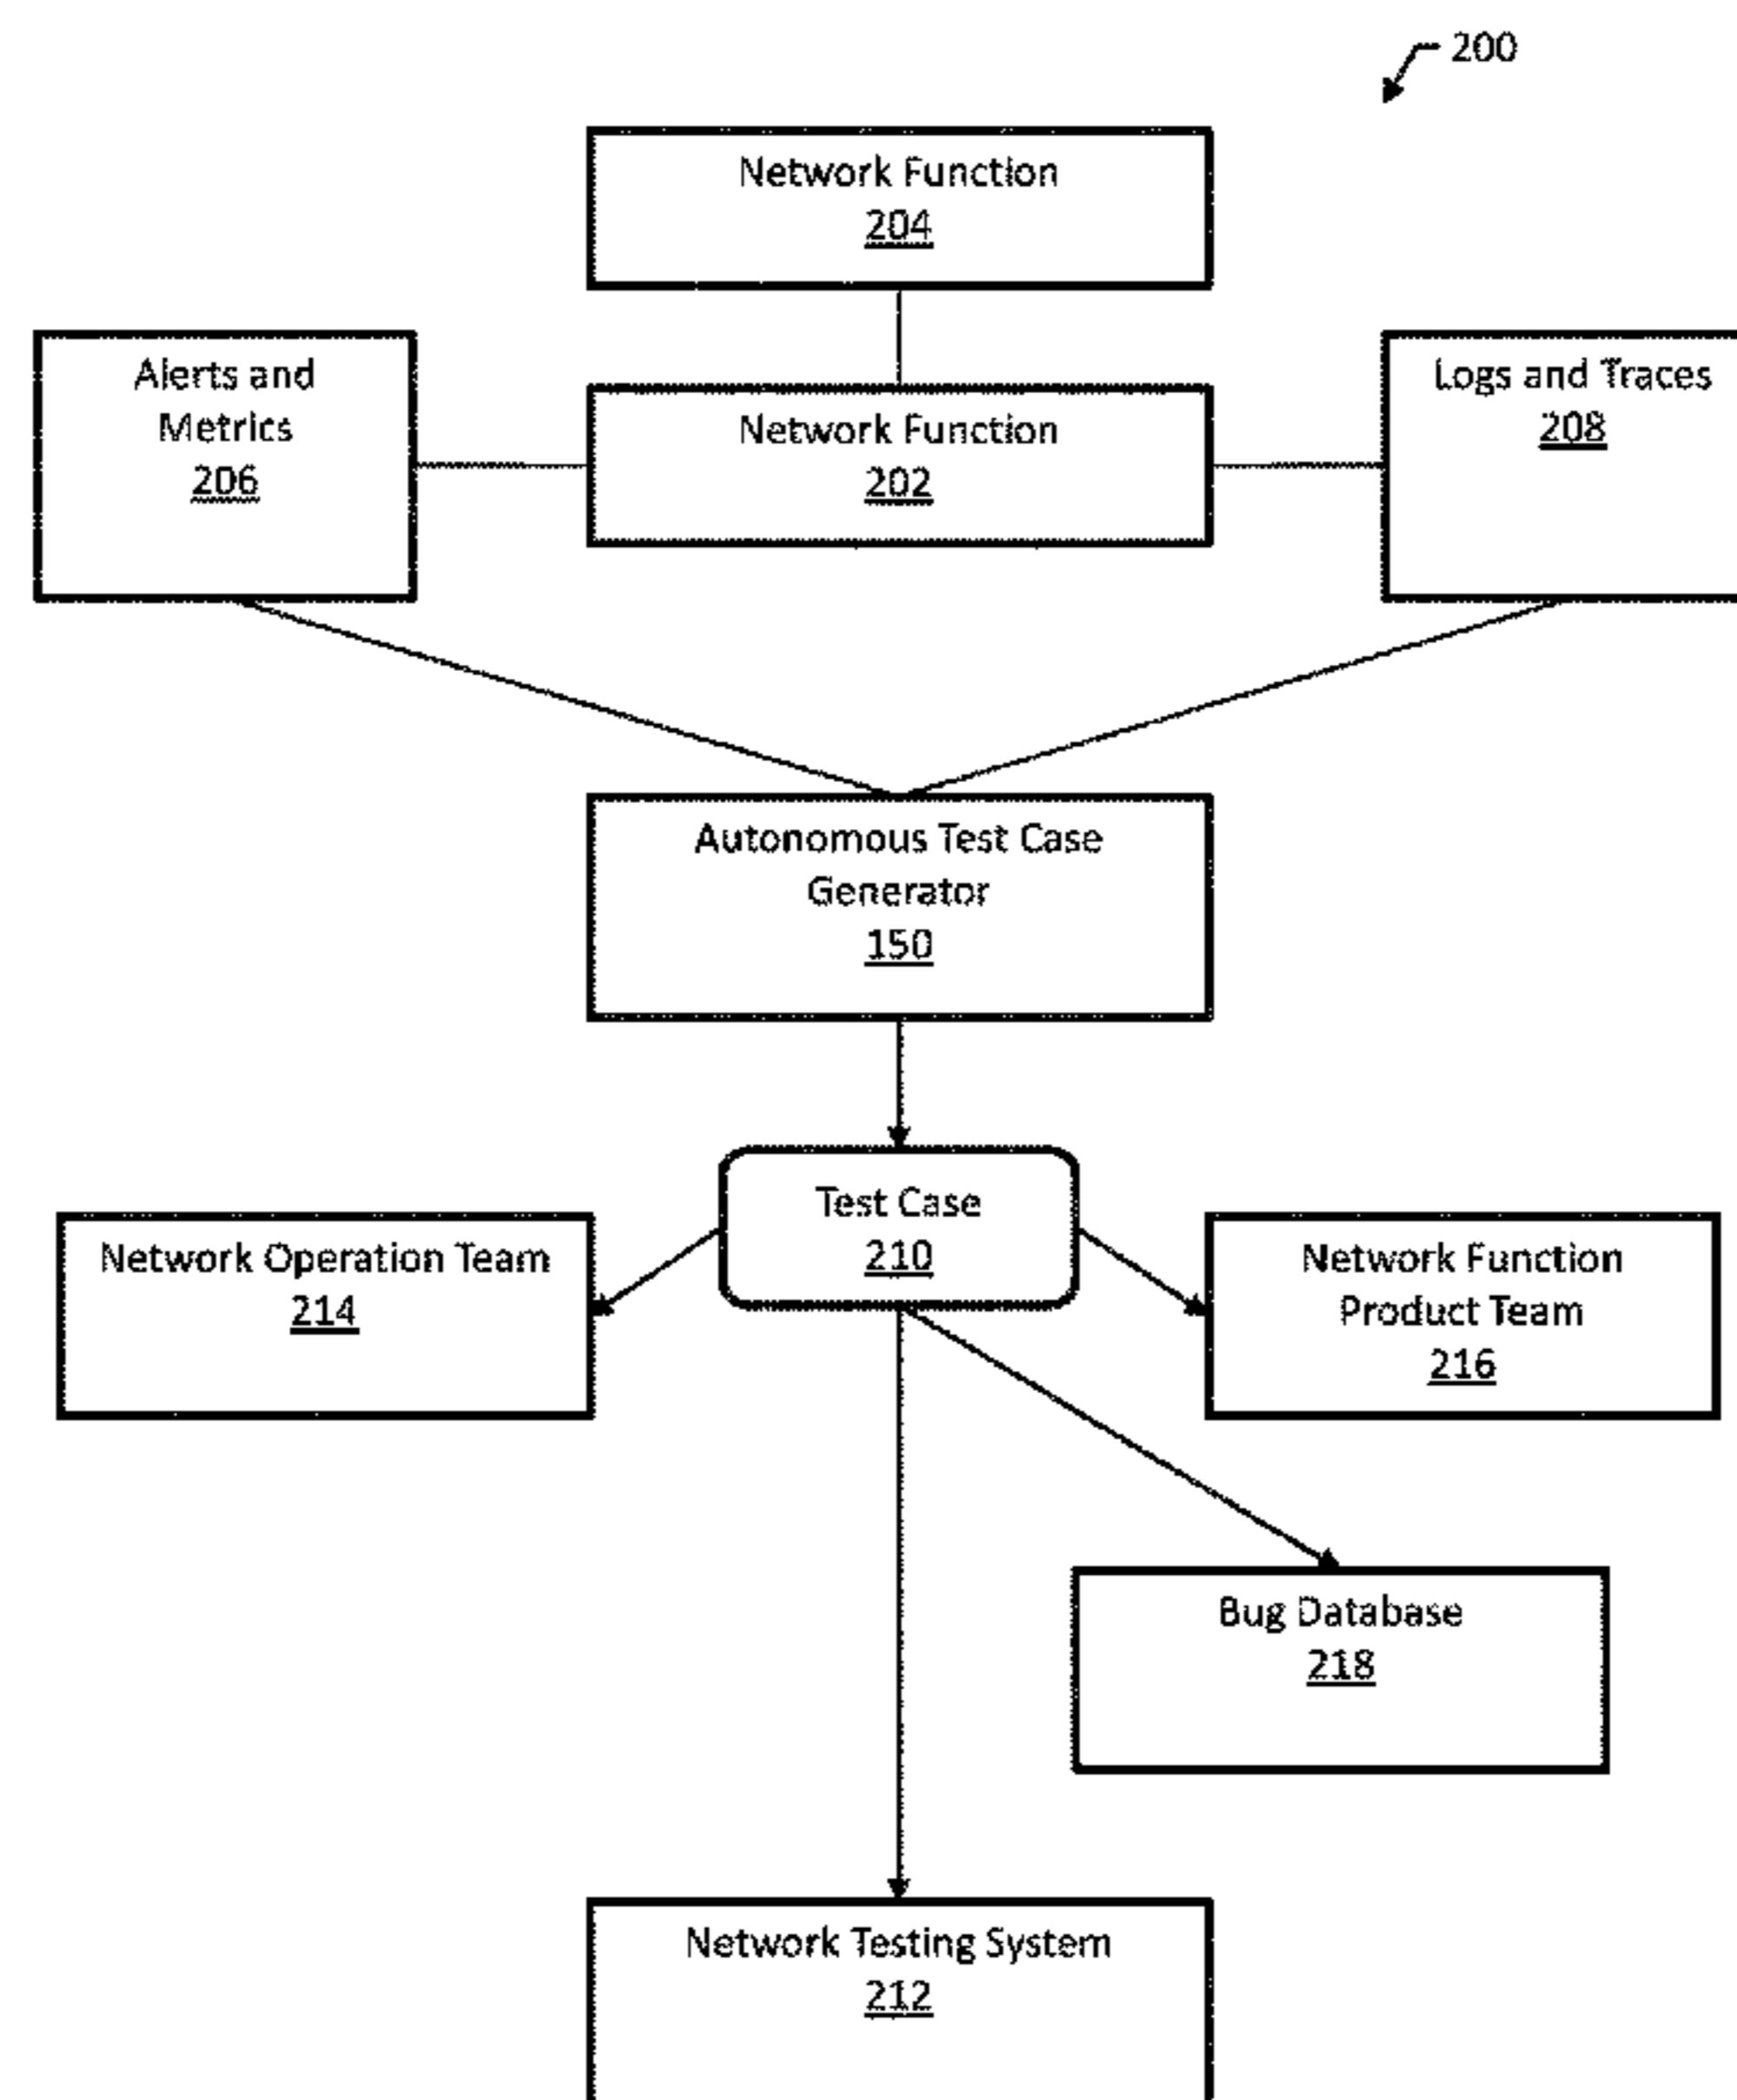 200
Network Function
204
Alerts and
Metrics
206
Network Function
202
Logs and Traces
208
Autonomous Test Case
Generator
150
Test Case
210
Network Operation Team
214
Network Function
Product Team
216
Bug Database
218
Network Testing System
212